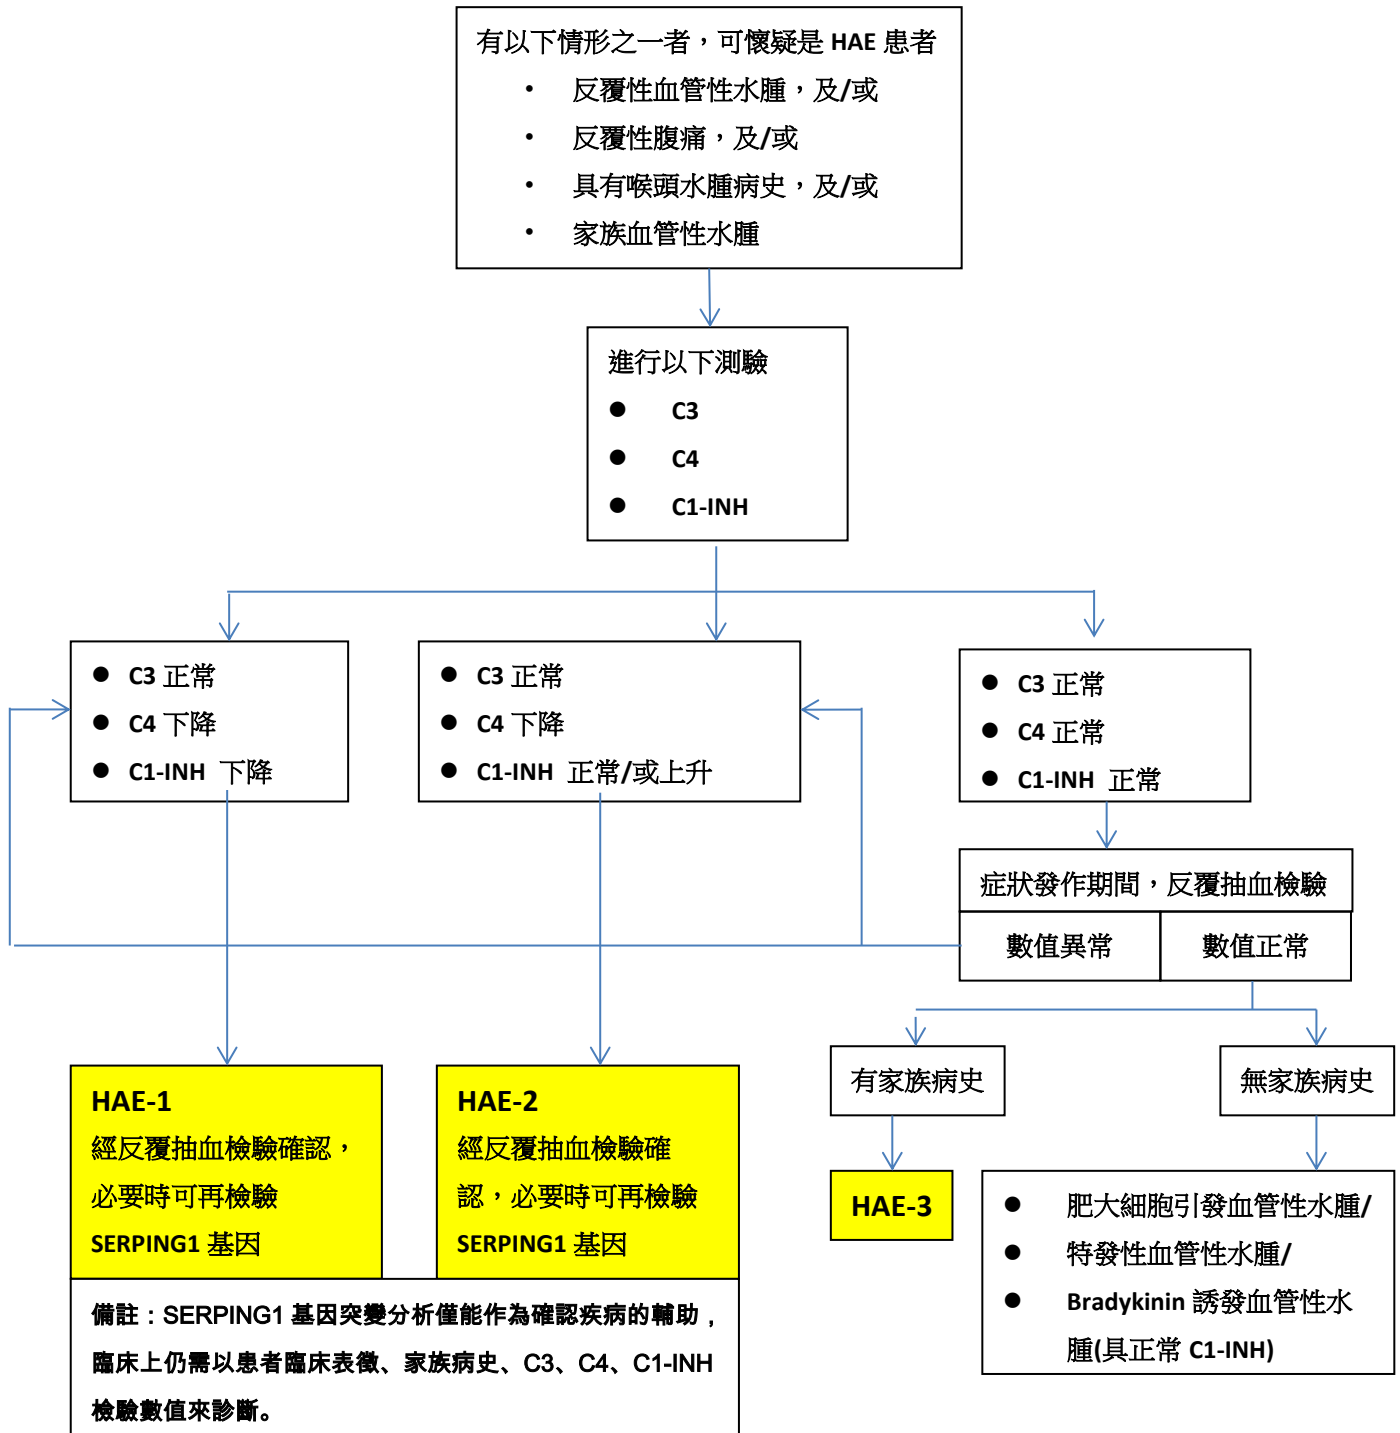 有以下情形之一者，可懷疑是 HAE 患者
• 反覆性血管性水腫，及/或
• 反覆性腹痛，及/或
• 具有喉頭水腫病史，及/或
• 家族血管性水腫
進行以下測驗
● C3
● C4
● C1-INH
● C3 正常
● C4 下降
● C1-INH 下降
● C3 正常
● C4 下降
● C1-INH 正常/或上升
● C3 正常
● C4 正常
● C1-INH 正常
症狀發作期間，反覆抽血檢驗
數值異常
數值正常
有家族病史
無家族病史
HAE-1
經反覆抽血檢驗確認，
必要時可再檢驗
SERPING1 基因
HAE-2
經反覆抽血檢驗確
認，必要時可再檢驗
SERPING1 基因
HAE-3
● 肥大細胞引發血管性水腫/
● 特發性血管性水腫/
● Bradykinin 誘發血管性水
腫(具正常 C1-INH)
備註：SERPING1 基因突變分析僅能作為確認疾病的輔助，
臨床上仍需以患者臨床表徵、家族病史、C3、C4、C1-INH
檢驗數值來診斷。